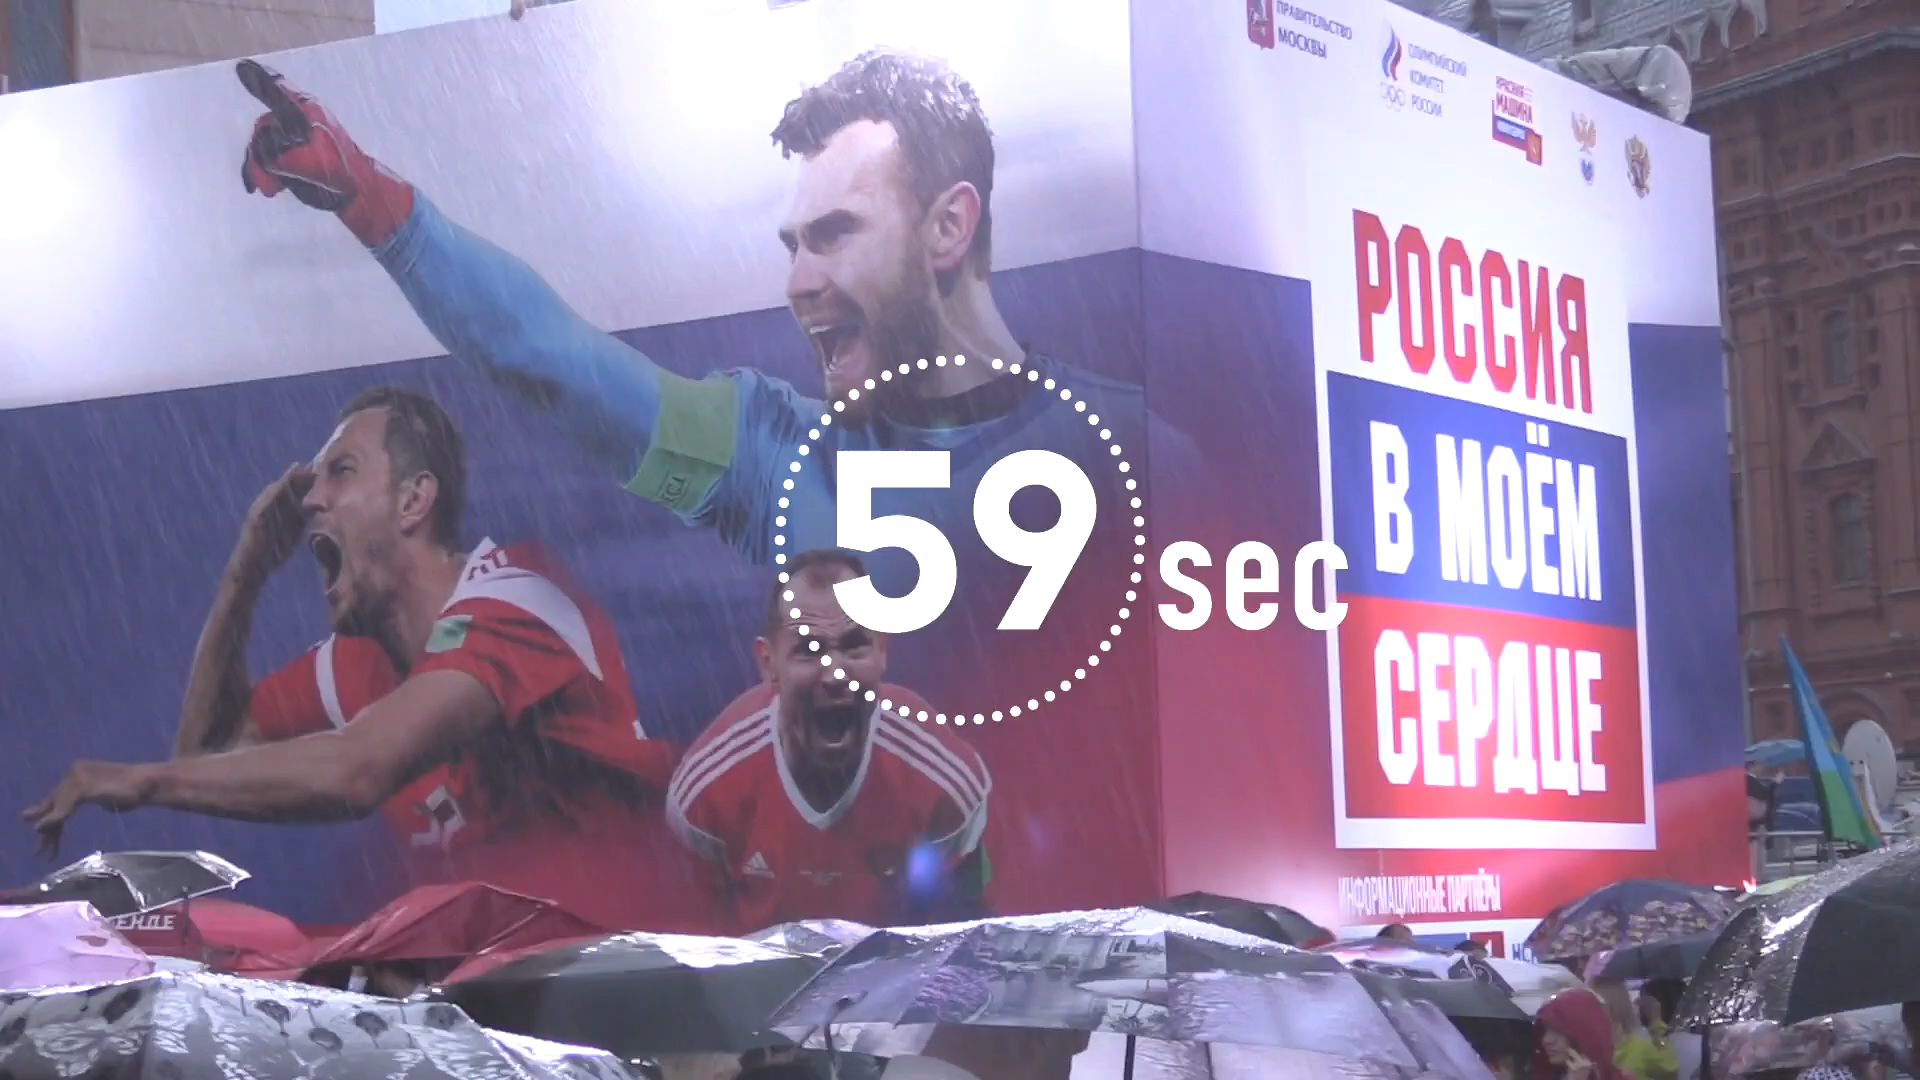 ПРАВИТЕЛЬСТВО
МОСКВЫ
ОЛИМПИЙСКИЙ
КОМИТЕТ
РОССИИ
КРАСНАЯ
МАШИНА
РОССИЯ
В МОЁМ
СЕРДЦЕ
59 sec
ИНФОРМАЦИОННЫЕ ПАРТНЁРЫ